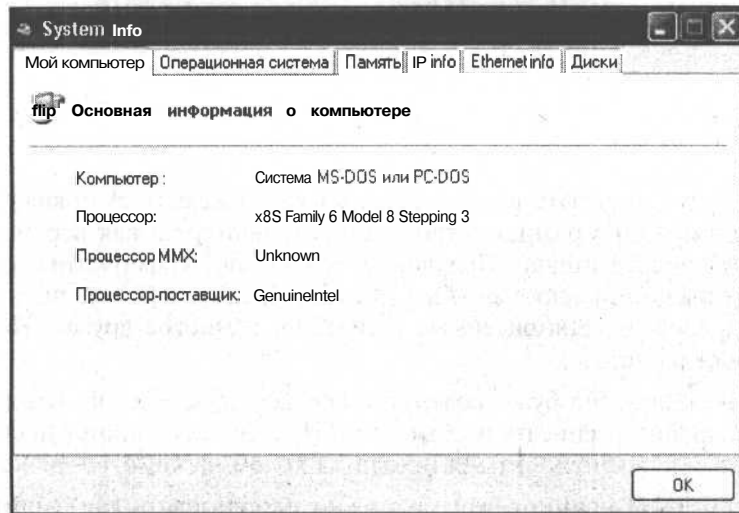 System Info
Мой компьютер Операционная система Память IP info Ethernet info Диски
flip Основная информация о компьютере
Компьютер: Система MS-DOS или PC-DOS
Процессор: x8S Family 6 Model 8 Stepping 3
Процессор MMX: Unknown
Процессор-поставщик: GenuineIntel
OK